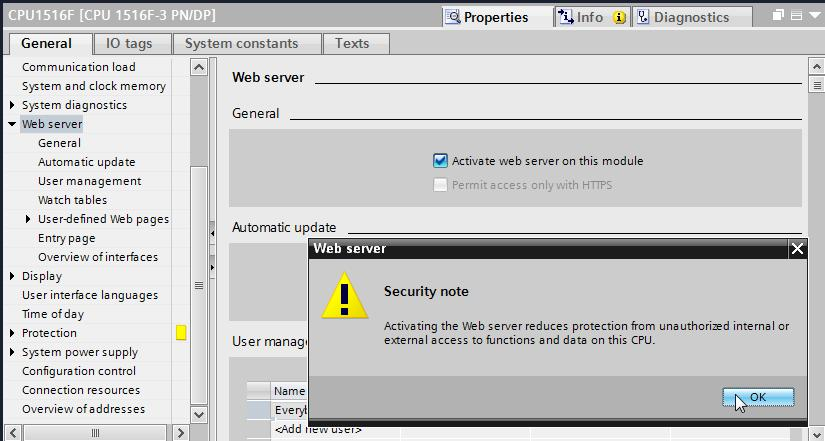 CPU1516F [CPU 1516F-3 PN/DP]
Properties
Info
Diagnostics
General
IO tags
System constants
Texts
Communication load
System and clock memory
System diagnostics
Web server
General
Automatic update
User management
Watch tables
User-defined Web pages
Entry page
Overview of interfaces
Display
User interface languages
Time of day
Protection
System power supply
Configuration control
Connection resources
Overview of addresses
Web server
General
Activate web server on this module
Permit access only with HTTPS
Automatic update
User manag
Name
Everyb
<Add new user>
Web server
Security note
Activating the Web server reduces protection from unauthorized internal or
external access to functions and data on this CPU.
OK